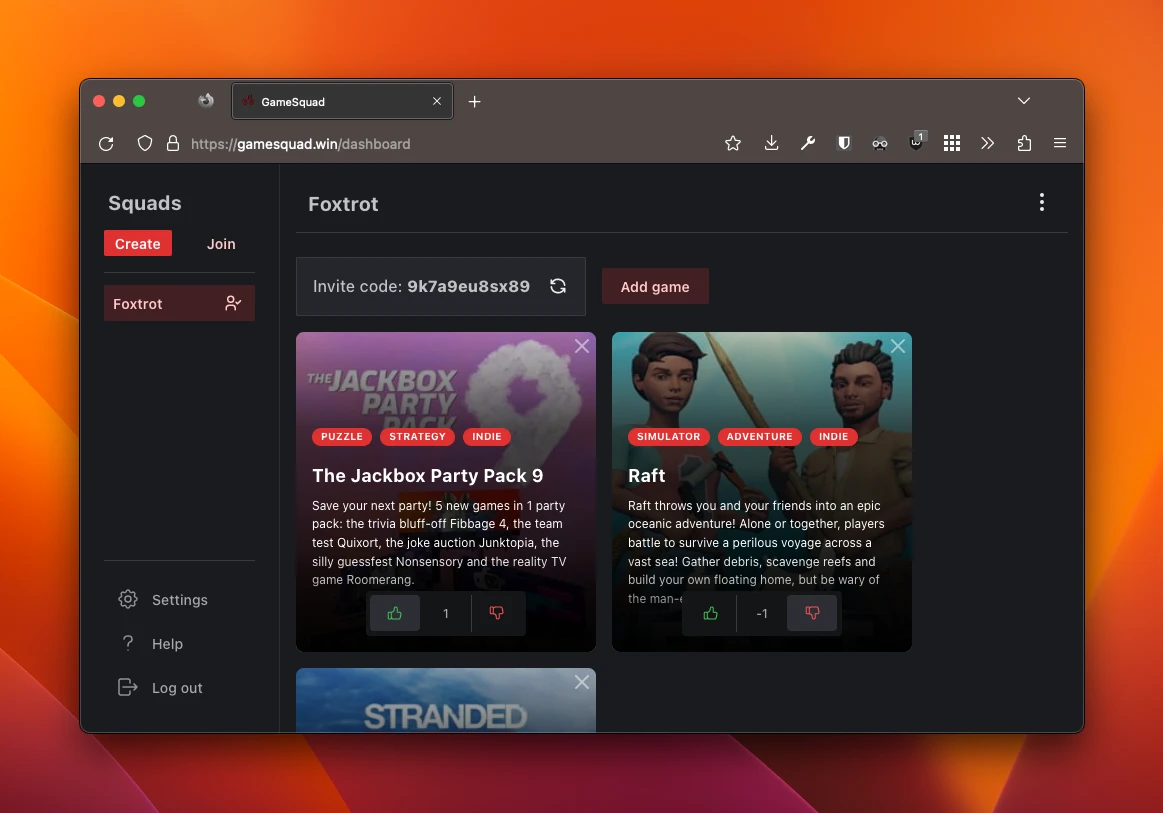 GameSquad
1
https://gamesquad.win/dashboard
Squads
Create
Join
Foxtrot
Settings
Help
Log out
Foxtrot
Invite code: 9k7a9eu8sx89
Add game
THE JACKBOX
PARTY
PACK 9
PUZZLE STRATEGY INDIE
The Jackbox Party Pack 9
Save your next party! 5 new games in 1 party
pack: the trivia bluff-off Fibbage 4, the team
test Quixort, the joke auction Junktopia, the
silly guessfest Nonsensory and the reality TV
game Roomerang.
1
SIMULATOR ADVENTURE INDIE
Raft
Raft throws you and your friends into an epic
oceanic adventure! Alone or together, players
battle to survive a perilous voyage across a
vast sea! Gather debris, scavenge reefs and
build your own floating home, but be wary of
the man-e
-1
STRANDED